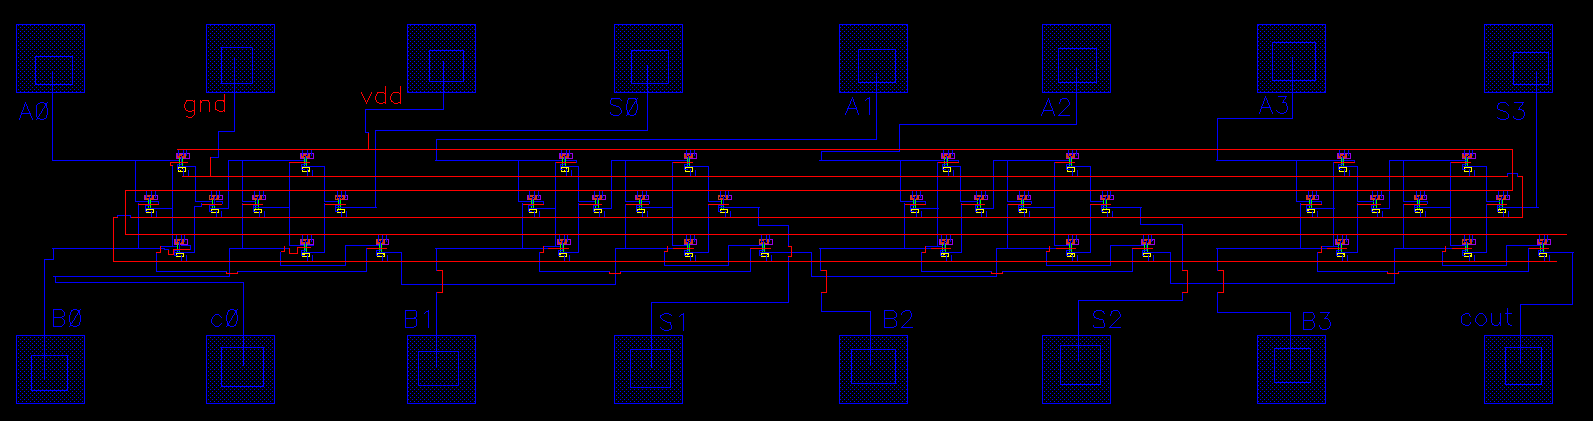 A0 gnd vdd S0 A1 A2 A3 S3
B0 c0 B1 S1 B2 S2 B3 cout